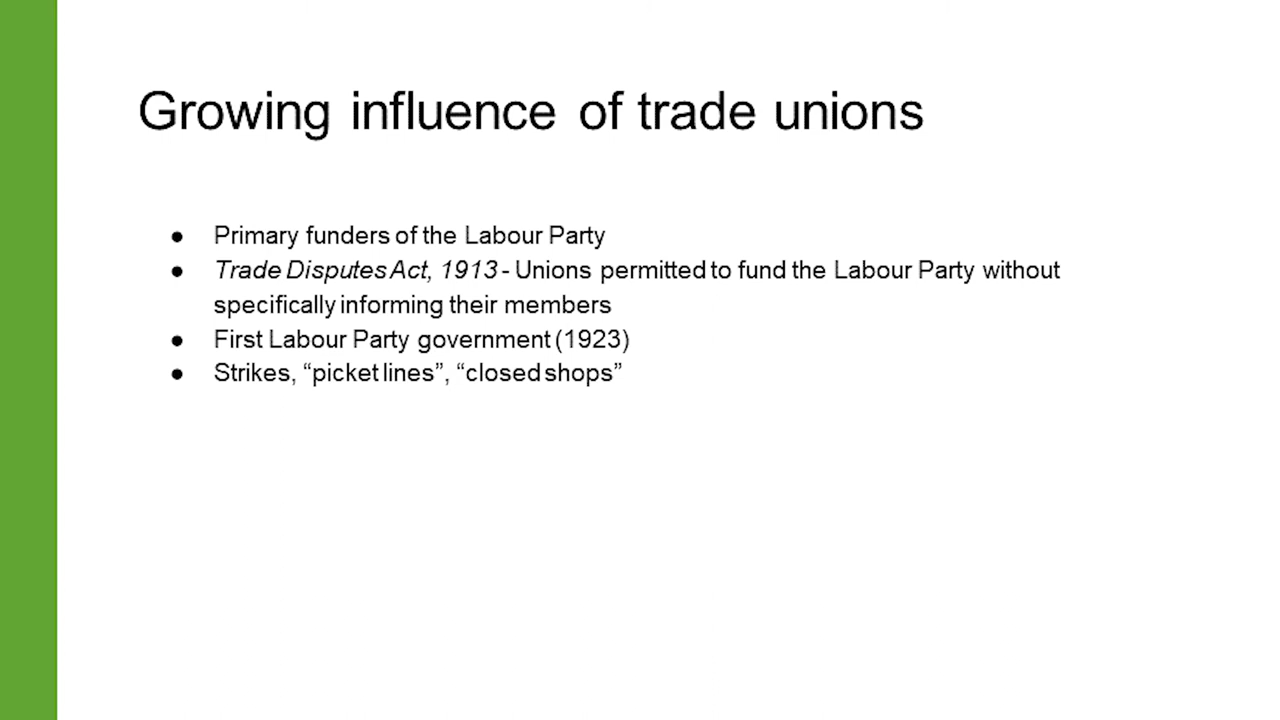 Growing influence of trade unions
● Primary funders of the Labour Party
● Trade Disputes Act, 1913 - Unions permitted to fund the Labour Party without
specifically informing their members
● First Labour Party government (1923)
● Strikes, “picket lines”, “closed shops”